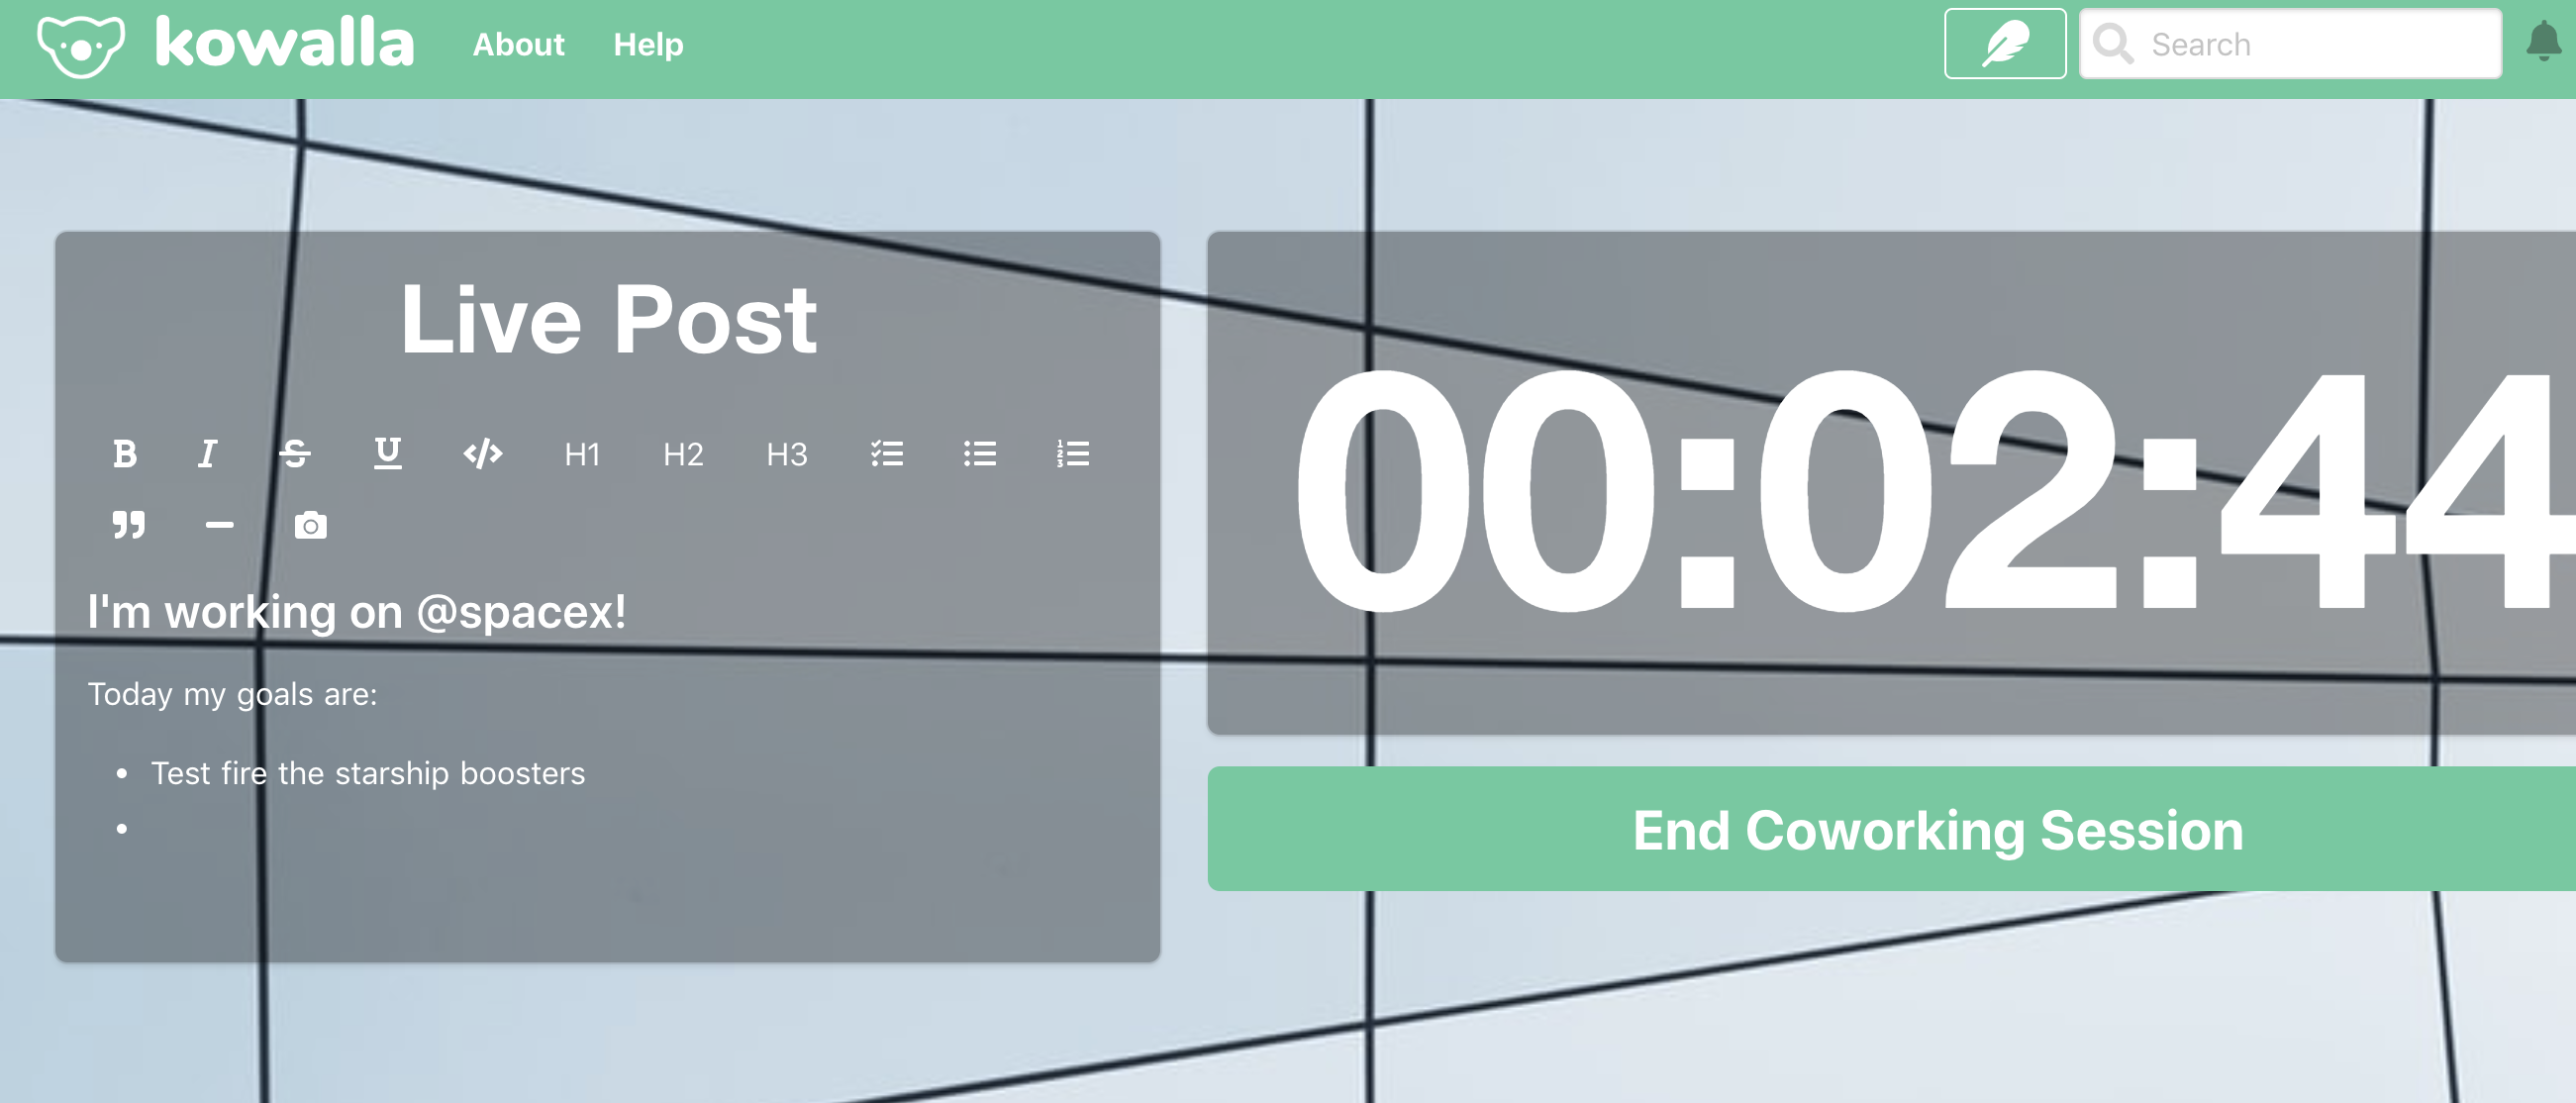 kowalla About Help Search
Live Post
B I S U </> H1 H2 H3
I'm working on @spacex!
Today my goals are:
• Test fire the starship boosters
•
00:02:44
End Coworking Session